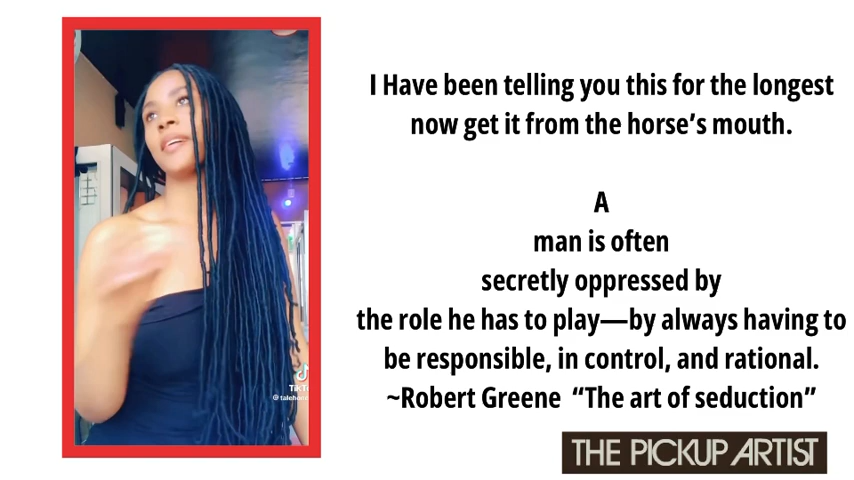 I Have been telling you this for the longest
now get it from the horse's mouth.
A
man is often
secretly oppressed by
the role he has to play—by always having to
be responsible, in control, and rational.
~Robert Greene “The art of seduction”
THE PICKUP ARTIST